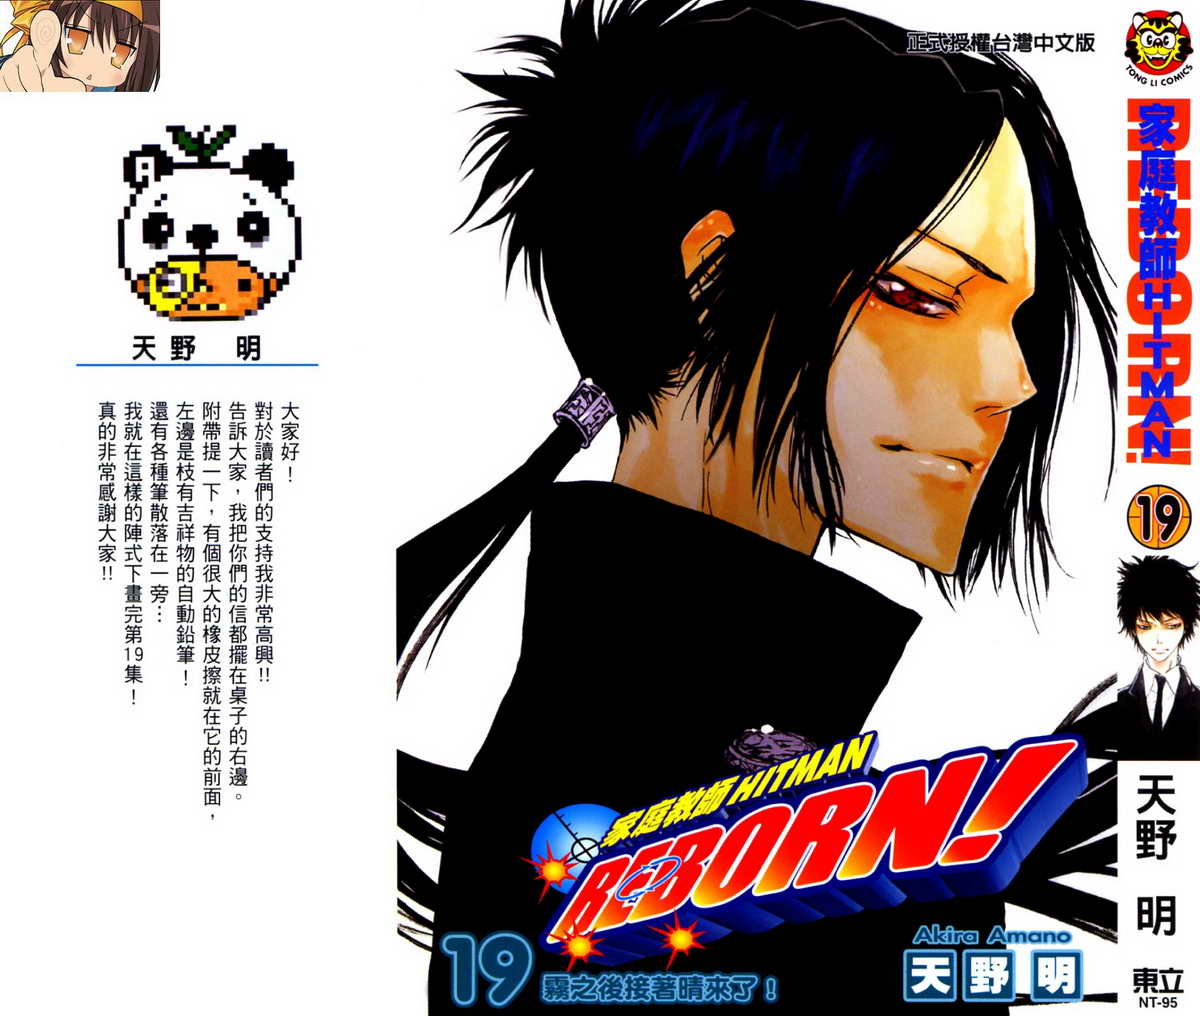 天野 明
大家好！
對於讀者們的支持我非常高興!!
告訴大家，我把你們的信都擺在桌子的右邊。
附帶提一下，有個很大的橡皮擦就在它的前面，
左邊是枝有吉祥物的自動鉛筆！
還有各種筆散落在一旁…
我就在這樣的陣式下畫完第19集！
真的非常感謝大家!!
正式授權台灣中文版
家庭教師HITMAN
REBORN!
19
霧之後接著晴來了！
Akira Amano
天野 明
TONG LI COMICS
REBORN!
家庭教師HITMAN
19
天野 明
東立
NT-95
A